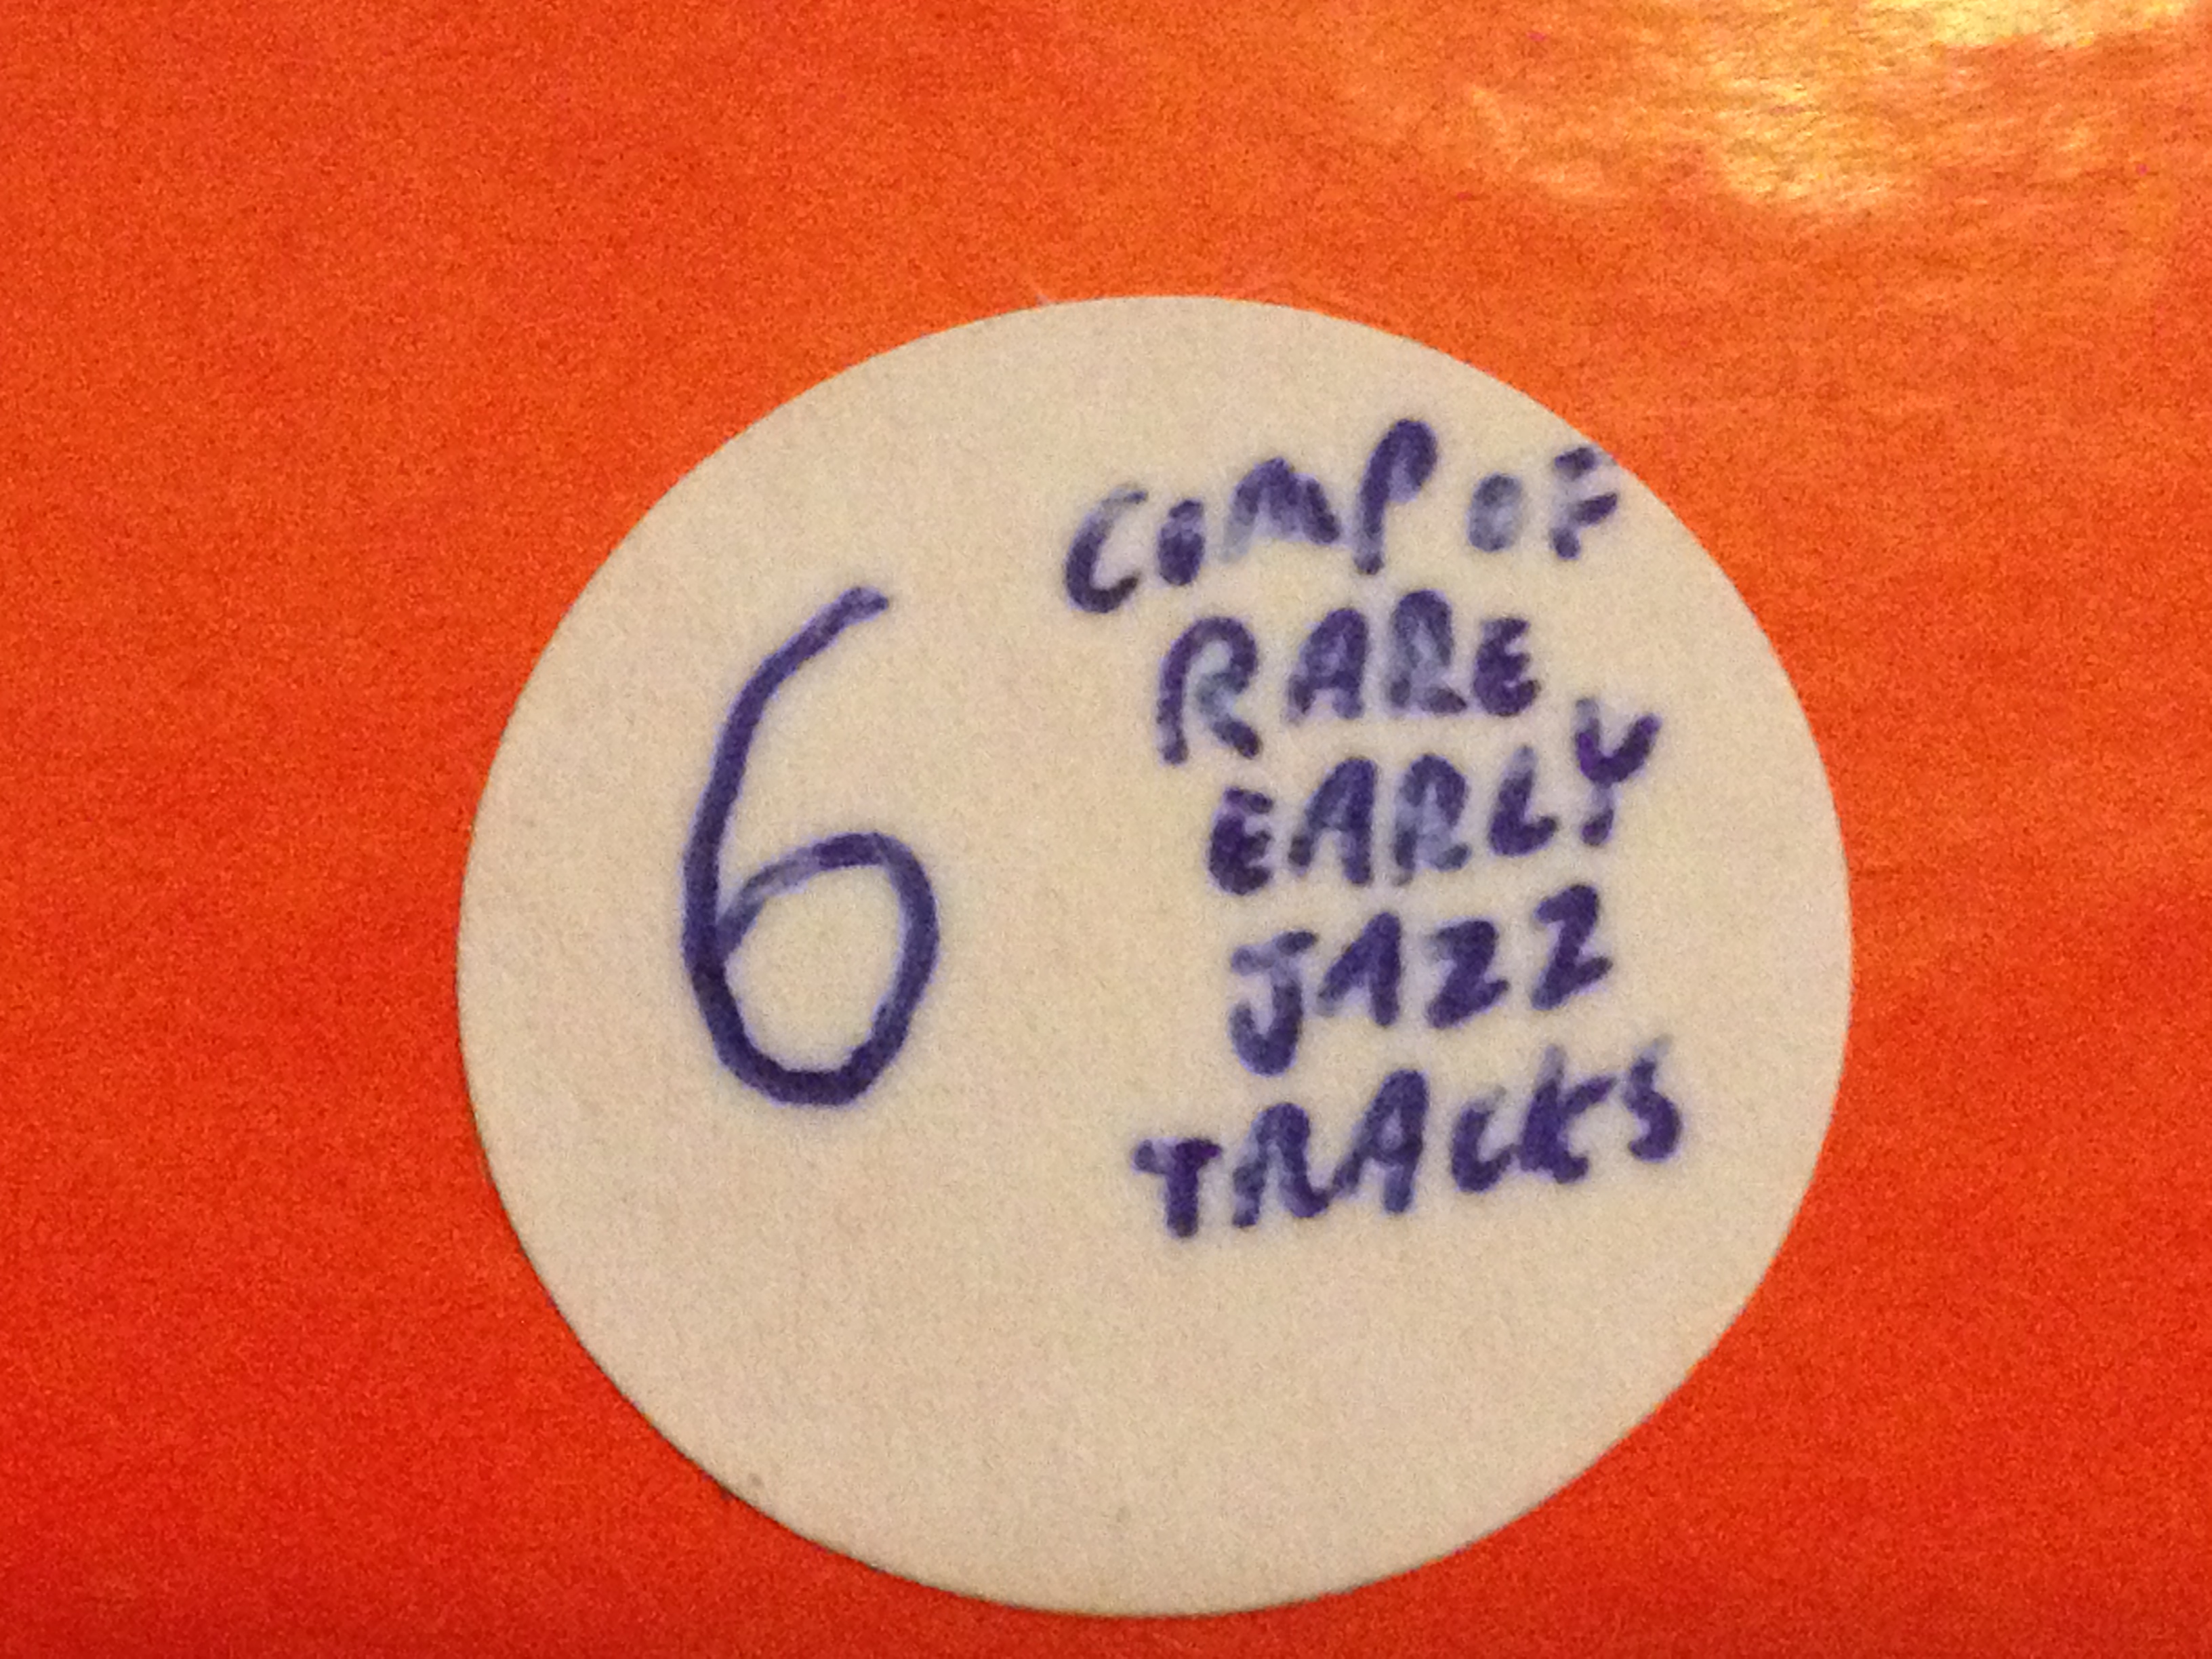 6
COMP OF
RARE
EARLY
JAZZ
TRACKS